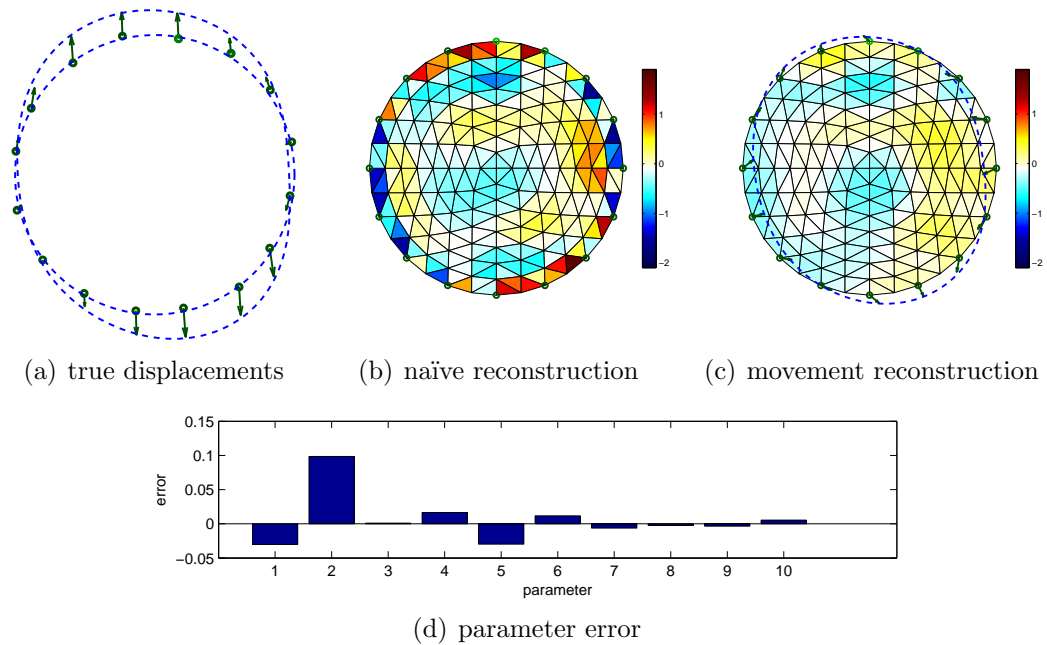 1
0
−1
−2
1
0
−1
−2
(a) true displacements
(b) naïve reconstruction
(c) movement reconstruction
0.15
0.1
0.05
0
−0.05
error
1 2 3 4 5 6 7 8 9 10
parameter
(d) parameter error